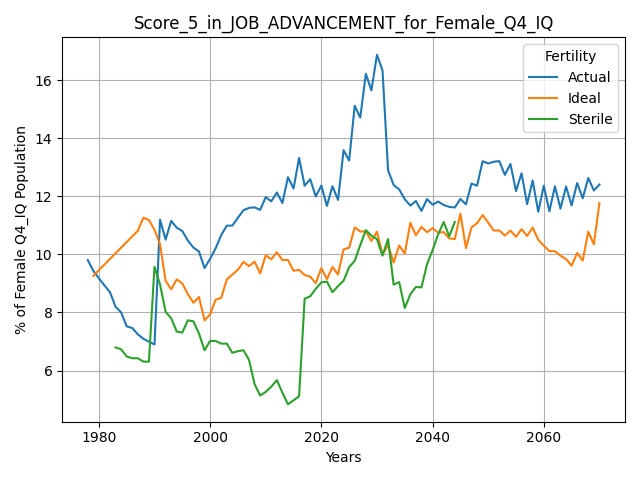 Score_5_in_JOB_ADVANCEMENT_for_Female_Q4_IQ
Fertility
Actual
Ideal
Sterile
% of Female Q4_IQ Population
16
14
12
10
8
6
1980
2000
2020
2040
2060
Years